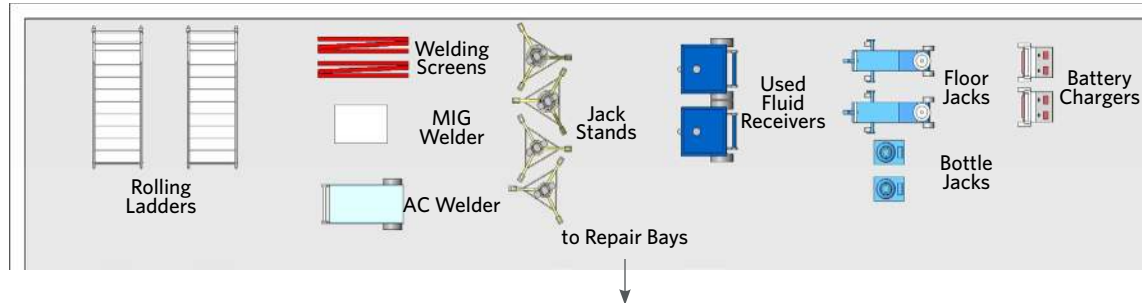 Rolling
Ladders
Welding
Screens
MIG
Welder
AC Welder
Jack
Stands
Used
Fluid
Receivers
Floor
Jacks
Bottle
Jacks
Battery
Chargers
to Repair Bays